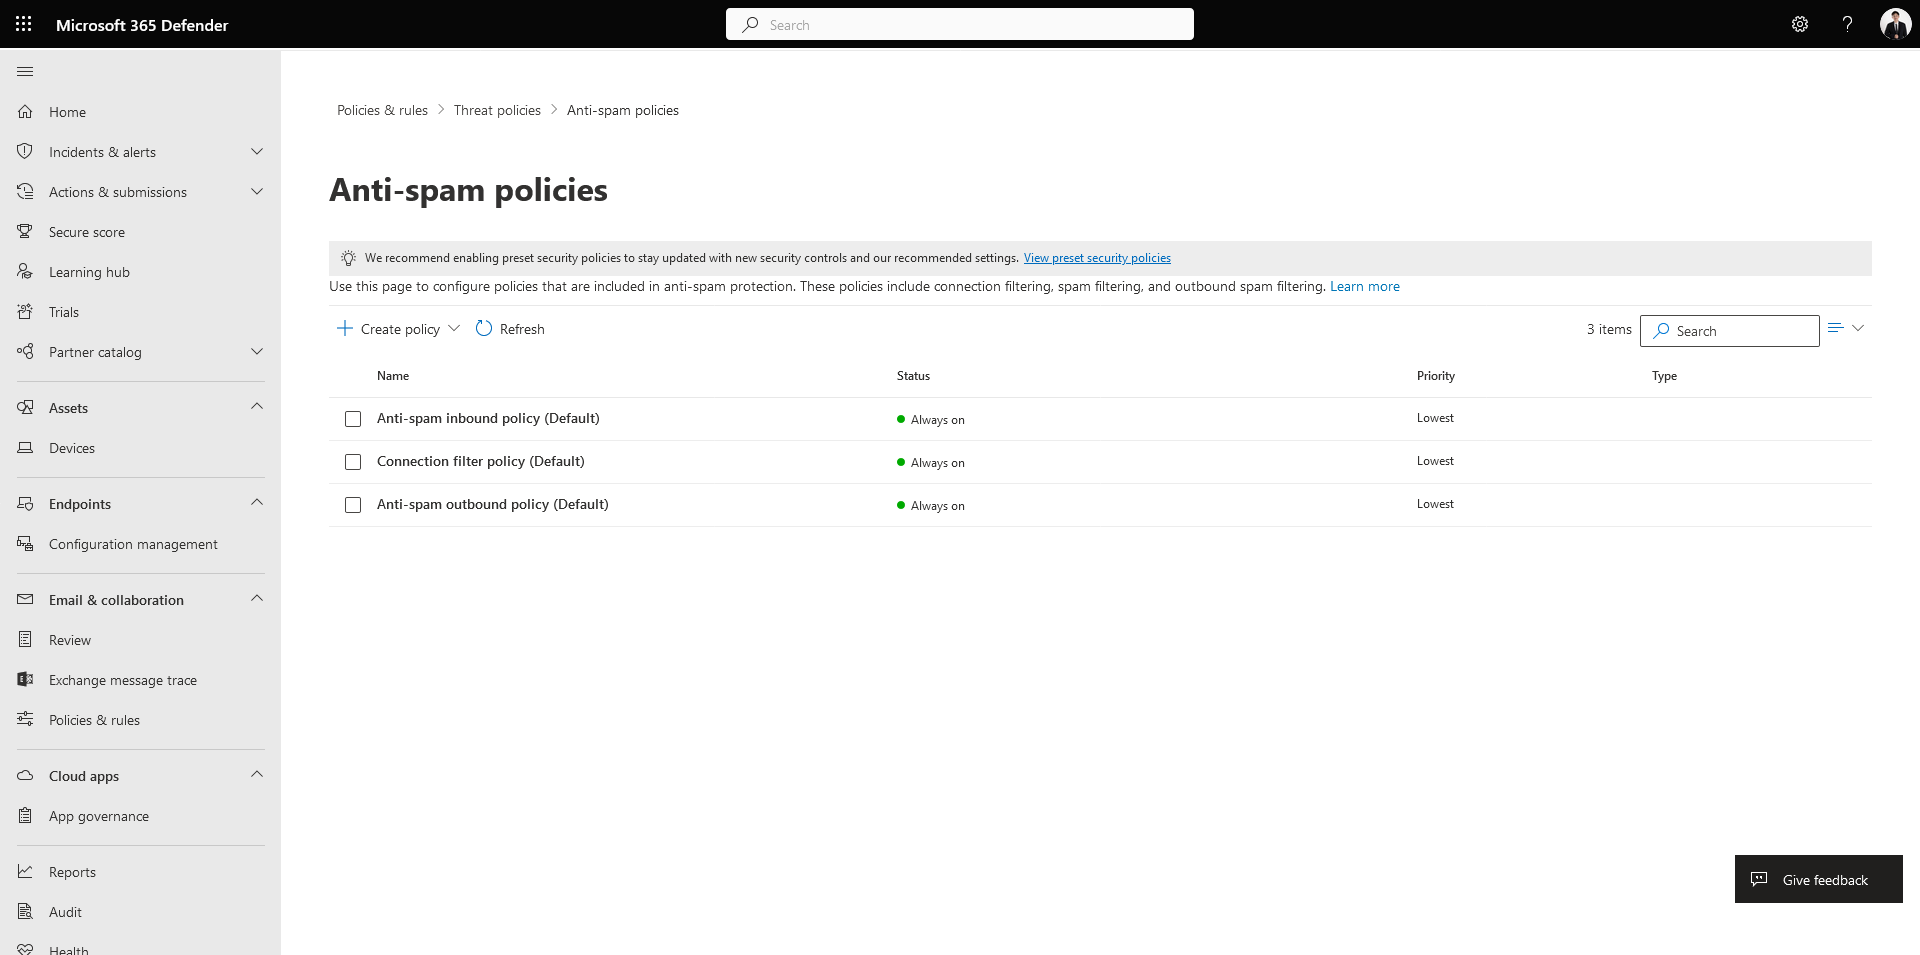 Microsoft 365 Defender
Search
Home
Incidents & alerts
Actions & submissions
Secure score
Learning hub
Trials
Partner catalog
Assets
Devices
Endpoints
Configuration management
Email & collaboration
Review
Exchange message trace
Policies & rules
Cloud apps
App governance
Reports
Audit
Health
Policies & rules > Threat policies > Anti-spam policies
Anti-spam policies
We recommend enabling preset security policies to stay updated with new security controls and our recommended settings. View preset security policies
Use this page to configure policies that are included in anti-spam protection. These policies include connection filtering, spam filtering, and outbound spam filtering. Learn more
Create policy Refresh 3 items Search
Name Status Priority Type
Anti-spam inbound policy (Default) Always on Lowest
Connection filter policy (Default) Always on Lowest
Anti-spam outbound policy (Default) Always on Lowest
Give feedback